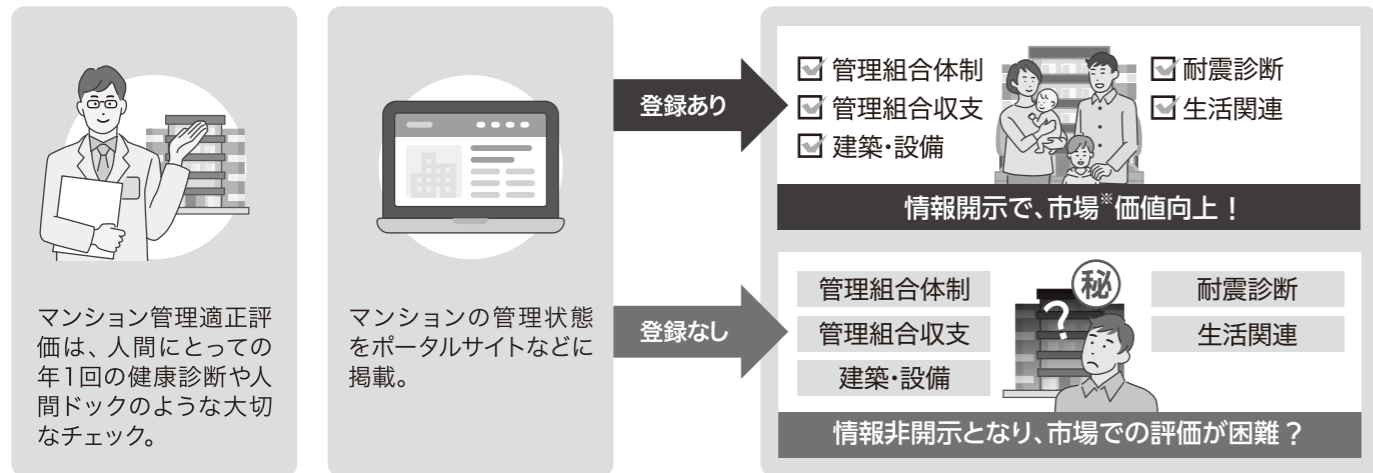 マンション管理適正評
価は、人間にとっての
年1回の健康診断や人
間ドックのような大切
なチェック。
マンションの管理状態
をポータルサイトなどに
掲載。
登録あり
管理組合体制
管理組合収支
建築・設備
耐震診断
生活関連
情報開示で、市場※価値向上！
登録なし
管理組合体制
管理組合収支
建築・設備
秘
?
耐震診断
生活関連
情報非開示となり、市場での評価が困難？